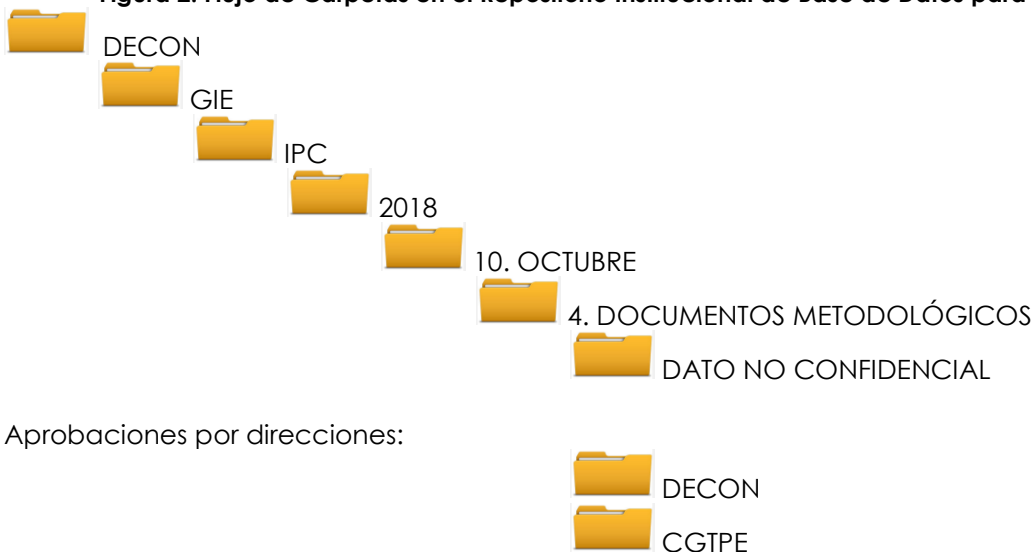 Figura 2. Flujo de Carpetas en el Repositorio Institucional de Base de Datos para
DECON
GIE
IPC
2018
10. OCTUBRE
4. DOCUMENTOS METODOLÓGICOS
DATO NO CONFIDENCIAL
Aprobaciones por direcciones:
DECON
CGTPE